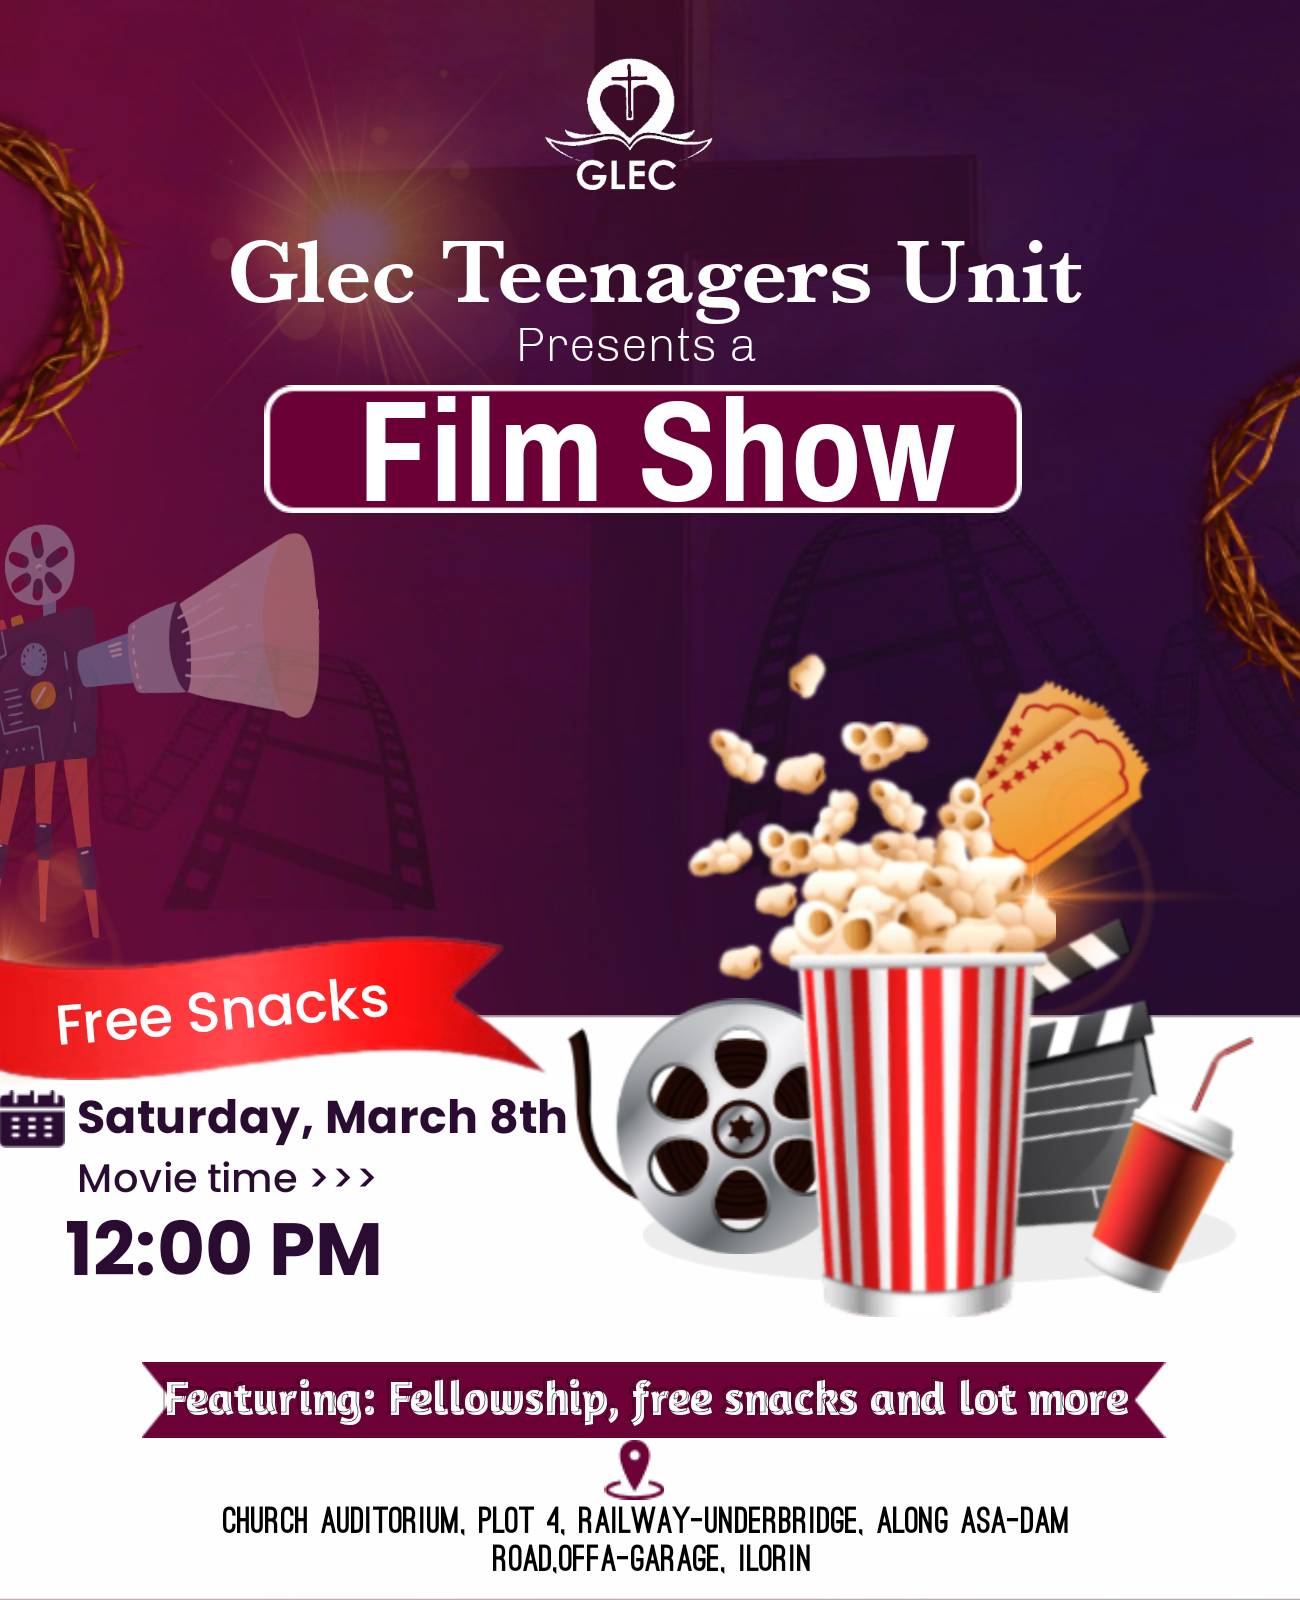 GLEC
Glec Teenagers Unit
Presents a
Film Show
Free Snacks
Saturday, March 8th
Movie time >>>
12:00 PM
Featuring: Fellowship, free snacks and lot more
CHURCH AUDITORIUM, PLOT 4, RAILWAY-UNDERBRIDGE, ALONG ASA-DAM
ROAD,OFFA-GARAGE, ILORIN